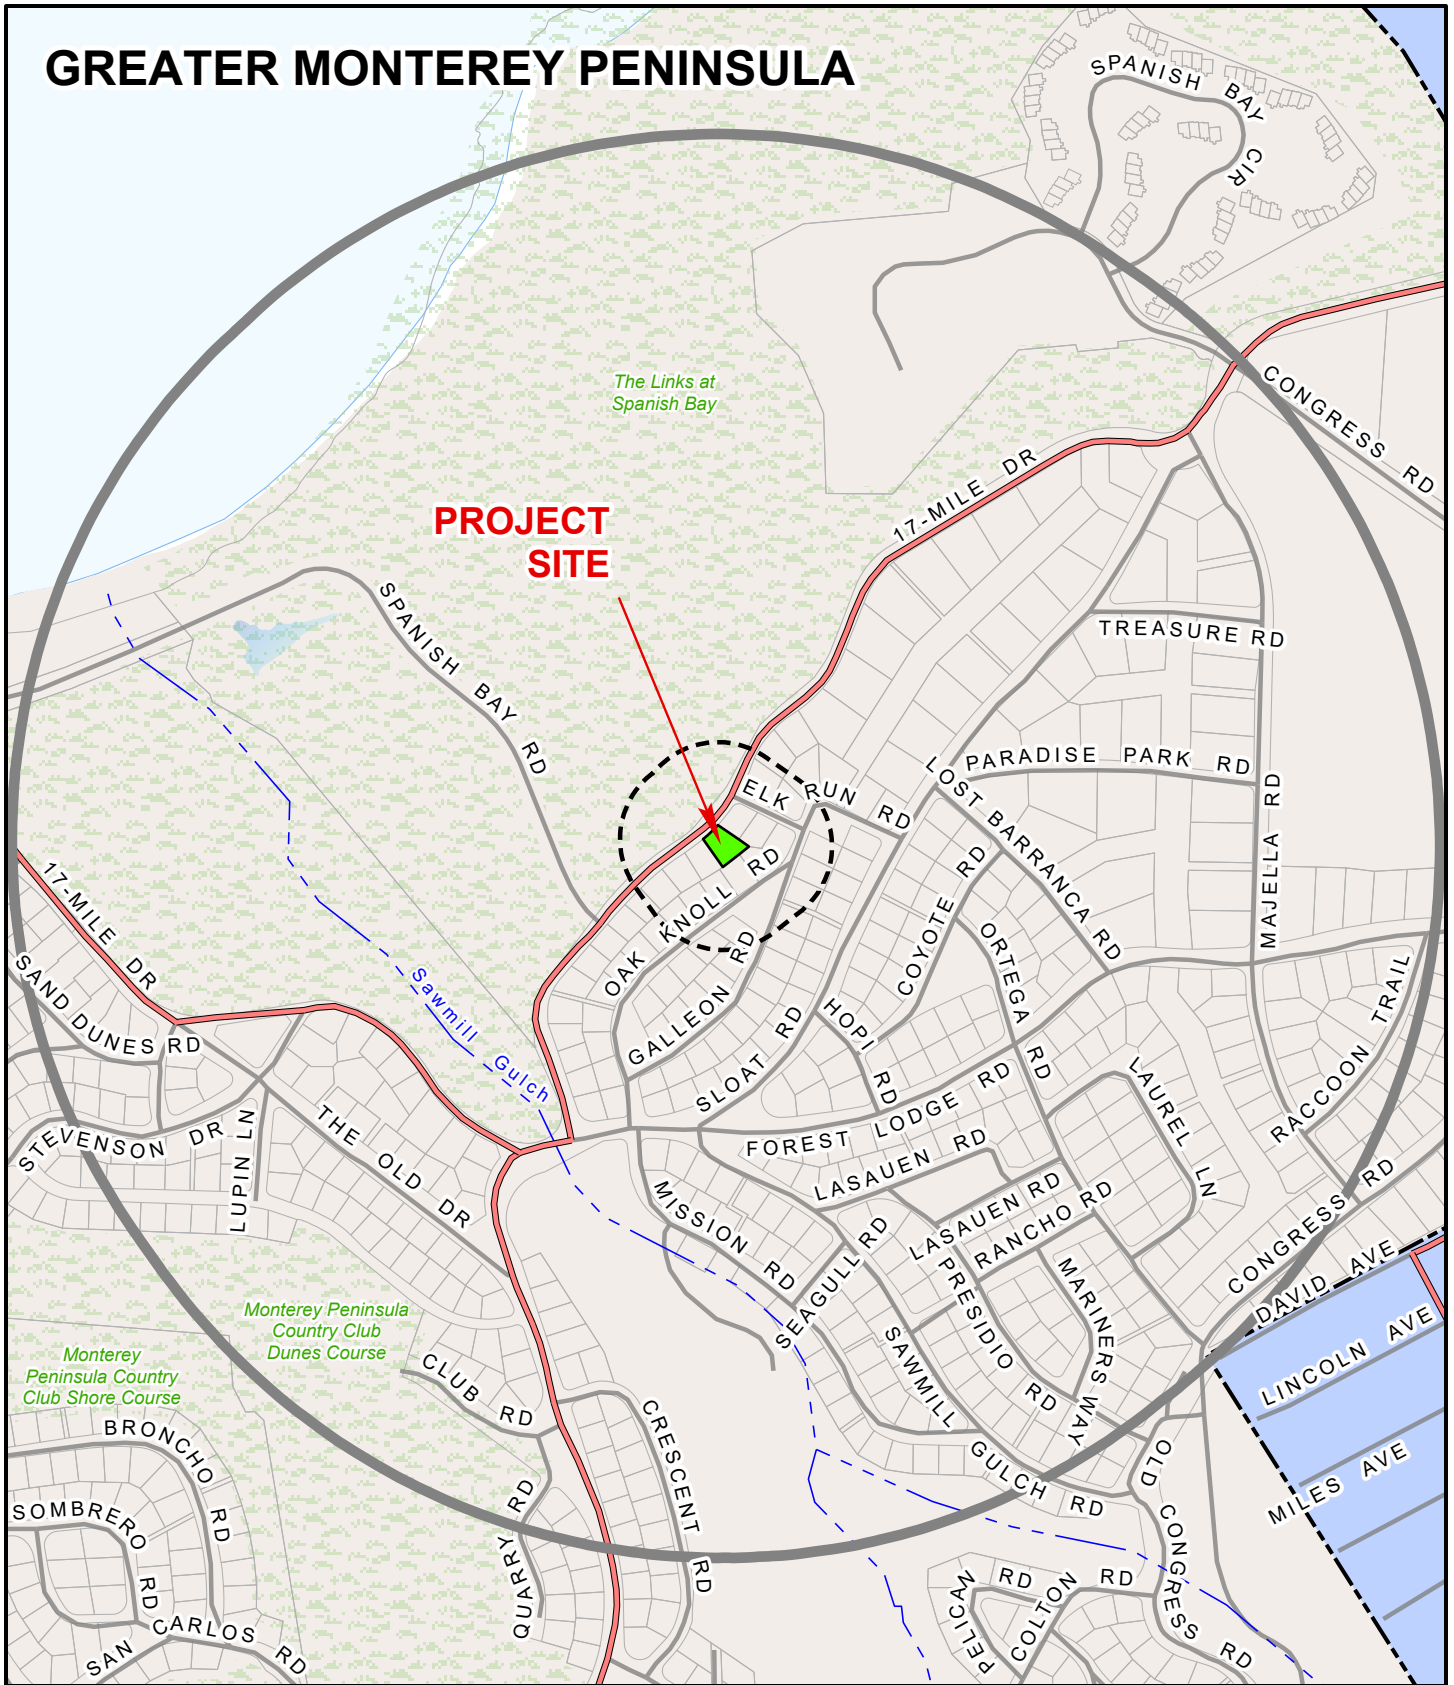 GREATER MONTEREY PENINSULA
SPANISH BAY CIR
The Links at
Spanish Bay
CONGRESS RD
17-MILE DR
PROJECT
SITE
SPANISH BAY RD
TREASURE RD
PARADISE PARK RD
ELK RUN RD
LOST BARRANCA RD
MAJELLA RD
OAK KNOLL RD
COYOTE RD
17-MILE DR
SAND DUNES RD
Sawmill Gulch
GALLEON RD
ORTEGA RD
HOPI RD
SLOAT RD
RACCOON TRAIL
LAUREL LN
STEVENSON DR
LUPIN LN
THE OLD DR
FOREST LODGE RD
LASAUEN RD
LASAUEN RD
RANCHO RD
MISSION RD
SEAGULL RD
PRESIDIO RD
MARINERS WAY
CONGRESS RD
DAVID AVE
LINCOLN AVE
MILES AVE
Monterey Peninsula
Country Club
Dunes Course
Monterey
Peninsula Country
Club Shore Course
CLUB RD
CRESCENT RD
SAWMILL GULCH RD
OLD CONGRESS RD
BRONCHO RD
SOMBRERO RD
QUARRY RD
SAN CARLOS RD
PELICAN RD
COLTON RD